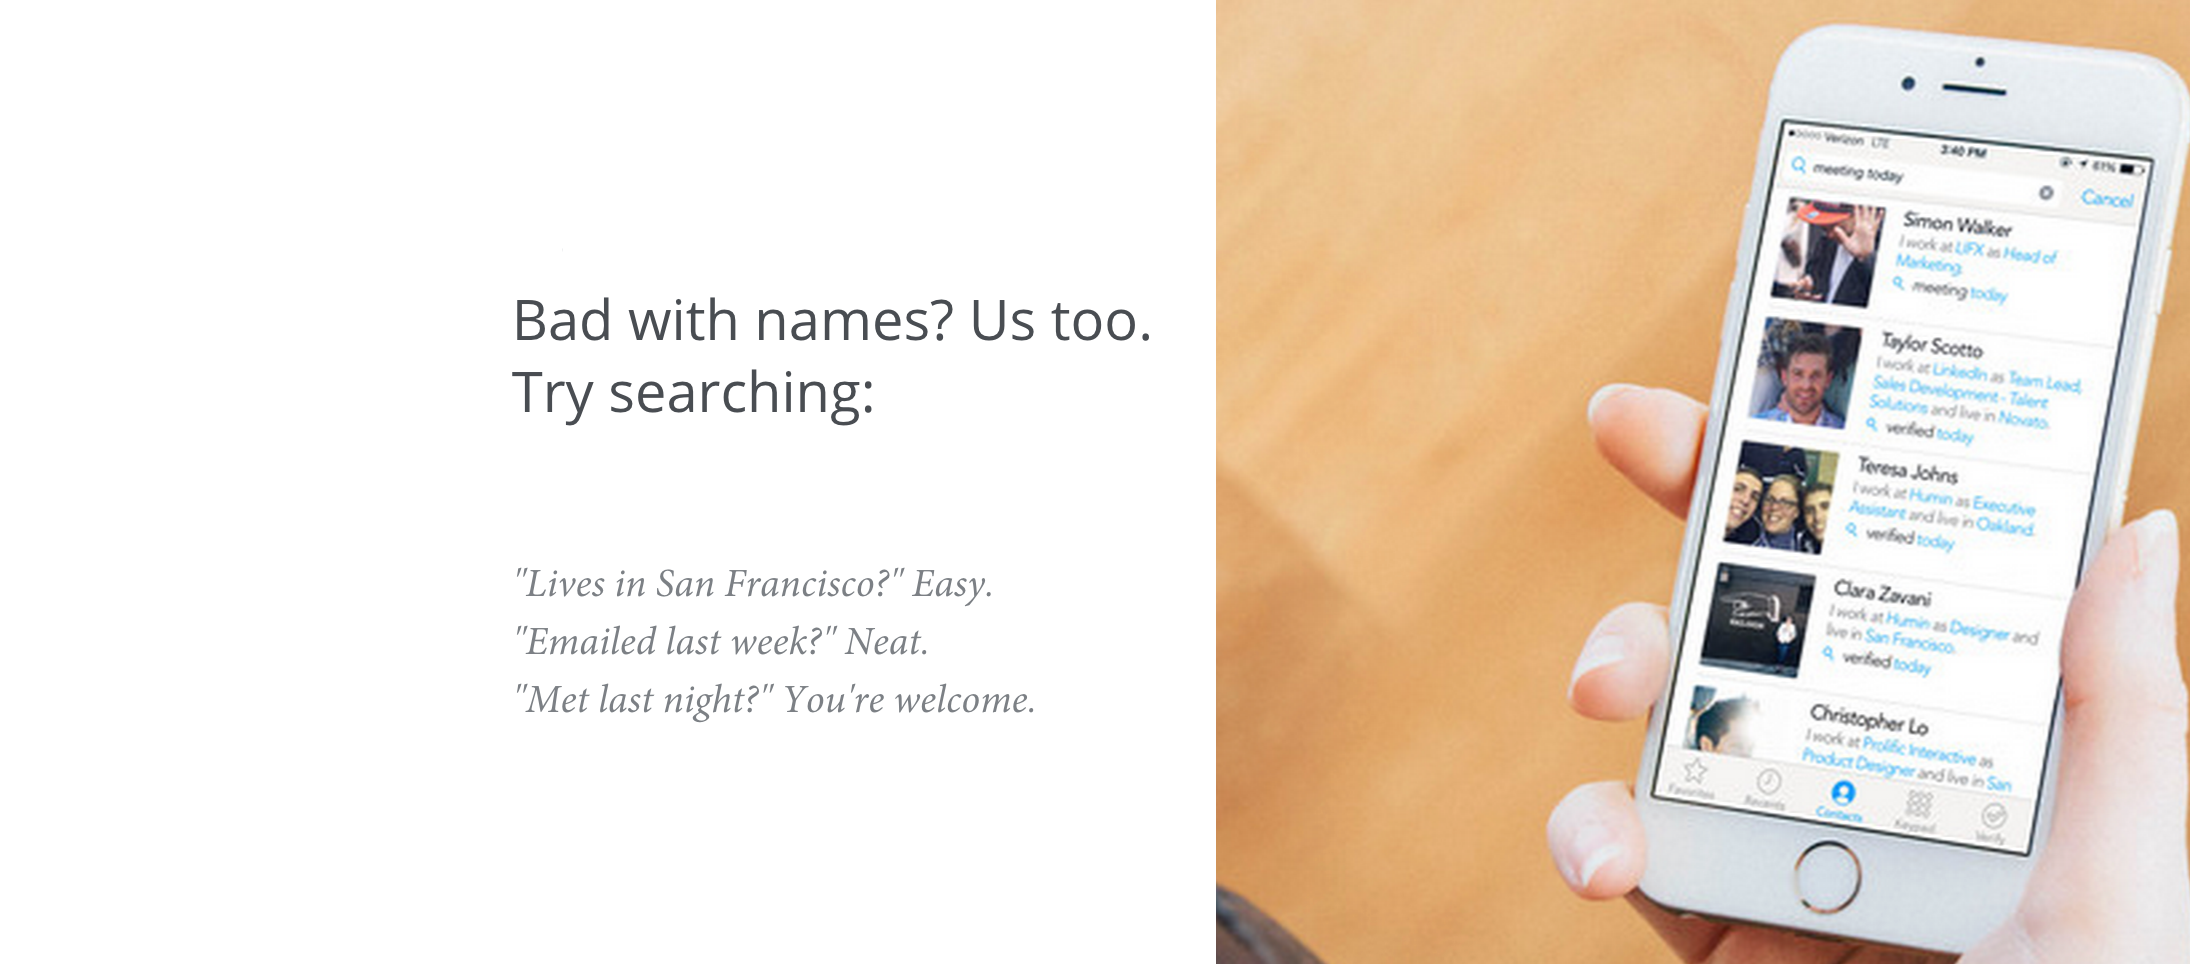 Bad with names? Us too.
Try searching:
"Lives in San Francisco?" Easy.
"Emailed last week?" Neat.
"Met last night?" You're welcome.
Verizon LTE
3:40 PM
61%
meeting today
Cancel
Simon Walker
I work at LIFX as Head of
Marketing.
meeting today
Taylor Scotto
I work at LinkedIn as Team Lead,
Sales Development - Talent
Solutions and live in Novato.
verified today
Teresa Johns
I work at Humin as Executive
Assistant and live in Oakland.
verified today
Clara Zavani
I work at Humin as Designer and
live in San Francisco.
verified today
Christopher Lo
I work at Prolific Interactive as
Product Designer and live in San
Favorites
Recents
Contacts
Keypad
Verify